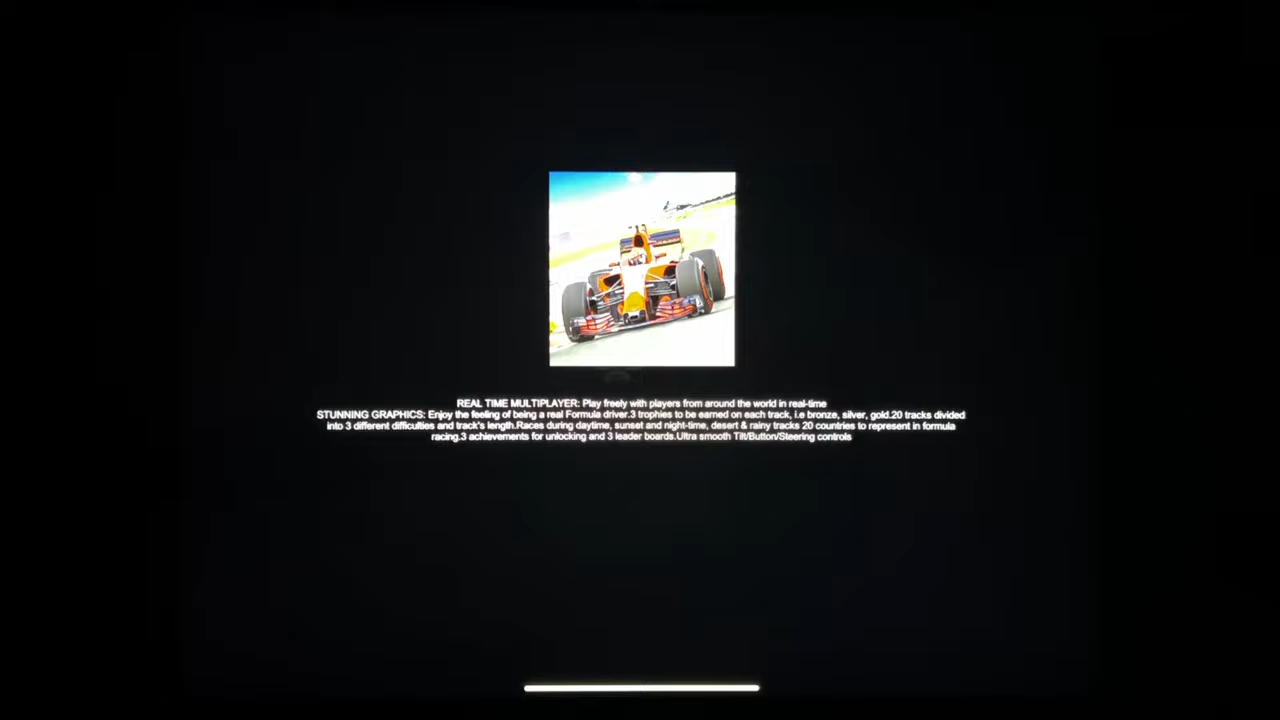 REAL TIME MULTIPLAYER: Play freely with players from around the world in real-time
STUNNING GRAPHICS: Enjoy the feeling of being a real Formula driver.3 trophies to be earned on each track, i.e bronze, silver, gold.20 tracks divided
into 3 different difficulties and track's length.Races during daytime, sunset and night-time, desert & rainy tracks 20 countries to represent in formula
racing.3 achievements for unlocking and 3 leader boards.Ultra smooth Tilt/Button/Steering controls